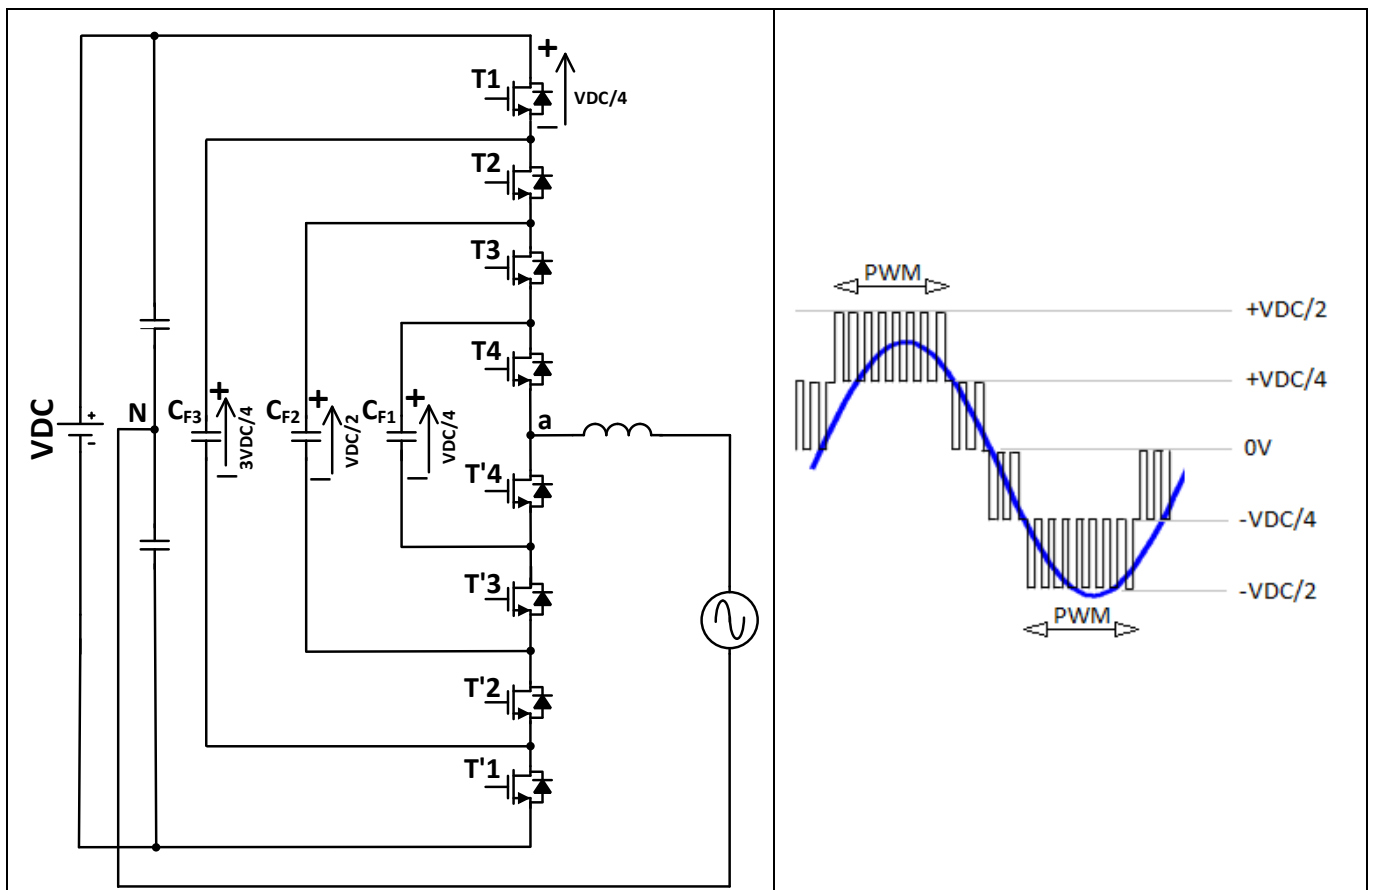 +
T1
VDC/4
—
T2
T3
T4
VDC
+
-
N
CF3
+
3VDC/4
—
CF2
+
VDC/2
—
CF1
+
VDC/4
—
a
T'4
T'3
T'2
T'1
PWM
+VDC/2
+VDC/4
0V
-VDC/4
-VDC/2
PWM